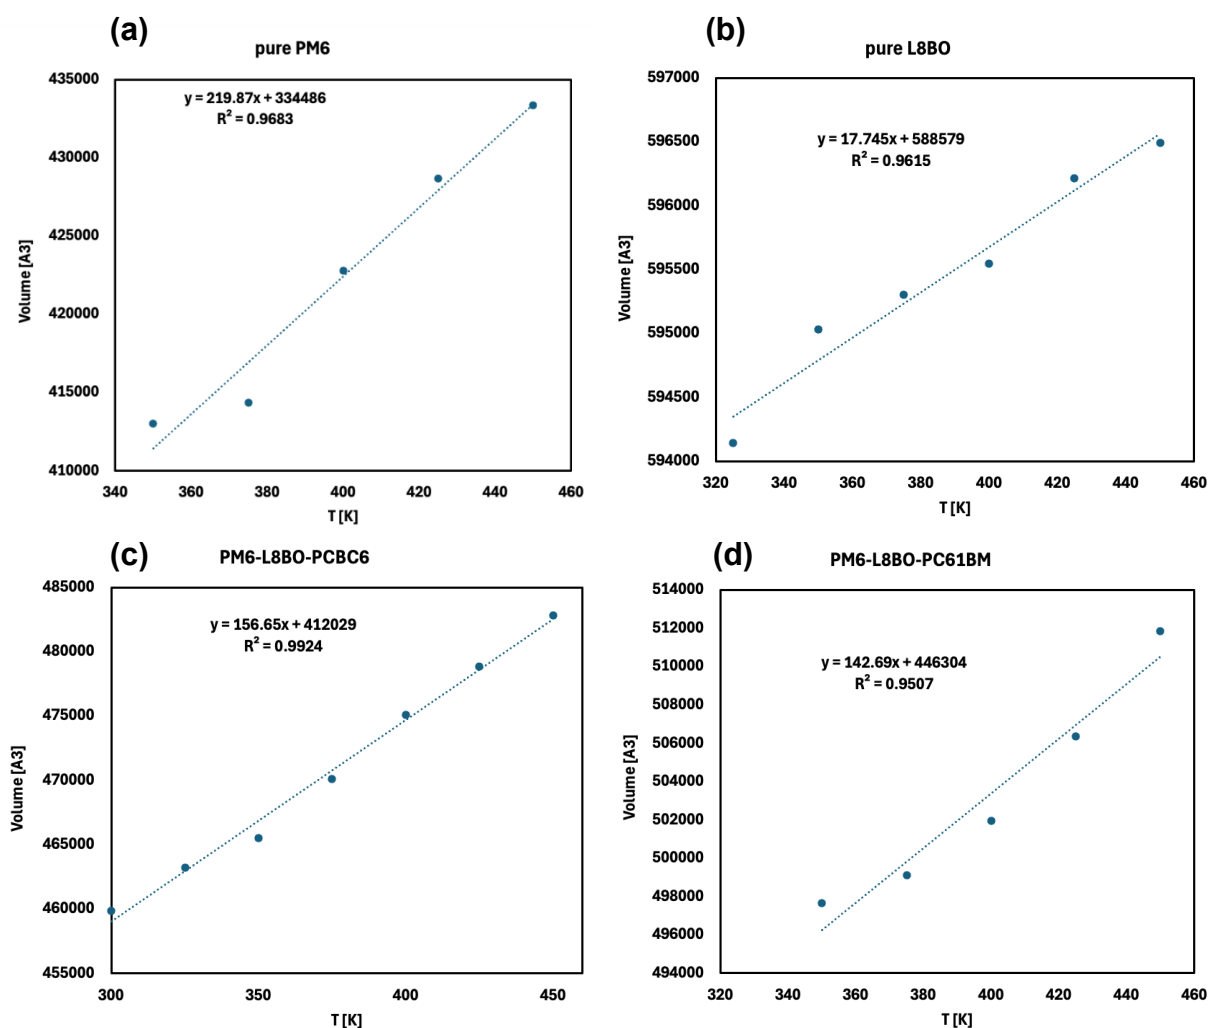 (a)
pure PM6
y = 219.87x + 334486
R² = 0.9683
435000
430000
425000
420000
415000
410000
Volume [A3]
340 360 380 400 420 440 460
T [K]
(b)
pure L8BO
y = 17.745x + 588579
R² = 0.9615
597000
596500
596000
595500
595000
594500
594000
Volume [A3]
320 340 360 380 400 420 440 460
T [K]
(c)
PM6-L8BO-PCBC6
y = 156.65x + 412029
R² = 0.9924
485000
480000
475000
470000
465000
460000
455000
Volume [A3]
300 350 400 450
T [K]
(d)
PM6-L8BO-PC61BM
y = 142.69x + 446304
R² = 0.9507
514000
512000
510000
508000
506000
504000
502000
500000
498000
496000
494000
Volume [A3]
320 340 360 380 400 420 440 460
T [K]